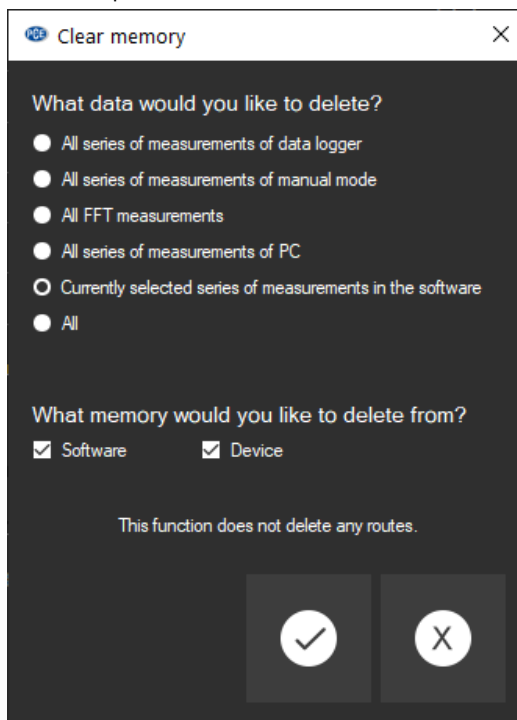 PCE Clear memory
What data would you like to delete?
All series of measurements of data logger
All series of measurements of manual mode
All FFT measurements
All series of measurements of PC
Currently selected series of measurements in the software
All
What memory would you like to delete from?
Software Device
This function does not delete any routes.
X